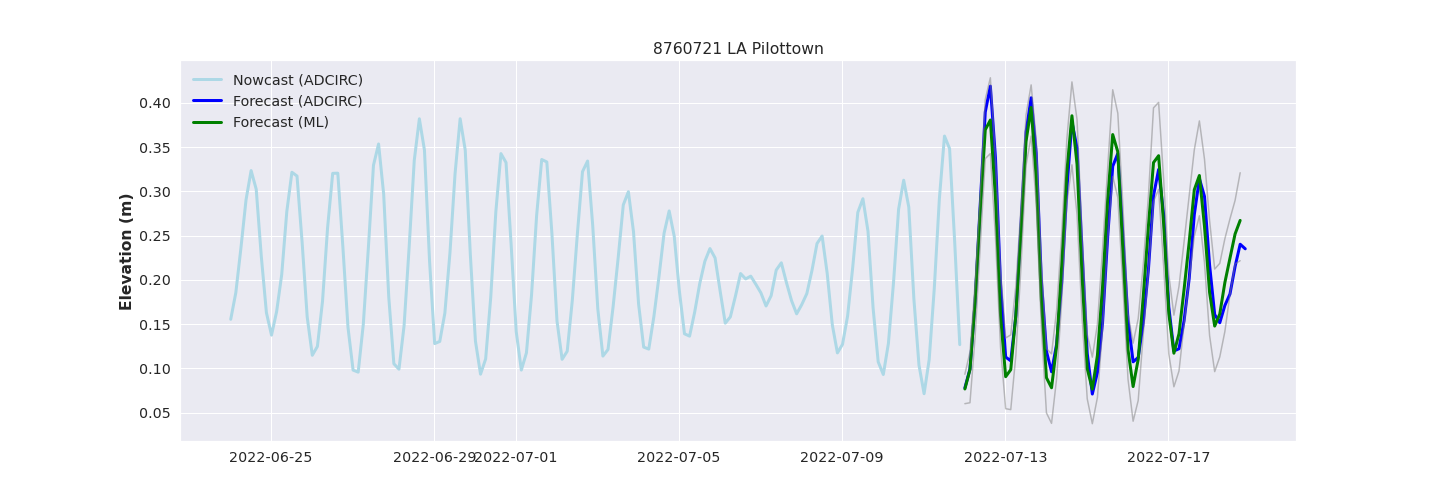 8760721 LA Pilottown
Nowcast (ADCIRC)
Forecast (ADCIRC)
Forecast (ML)
Elevation (m)
0.40
0.35
0.30
0.25
0.20
0.15
0.10
0.05
2022-06-25 2022-06-29 2022-07-01 2022-07-05 2022-07-09 2022-07-13 2022-07-17